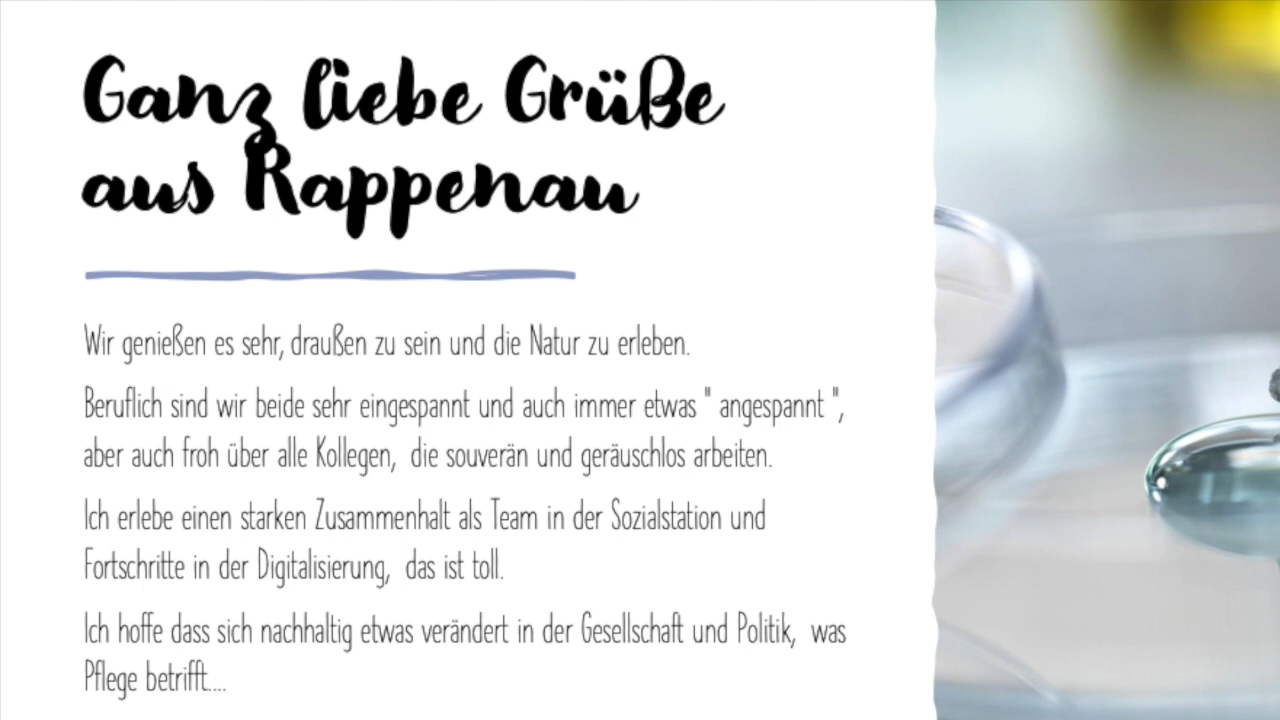 Ganz liebe Grüße
aus Rappenau
Wir genießen es sehr, draußen zu sein und die Natur zu erleben.
Beruflich sind wir beide sehr eingespannt und auch immer etwas " angespannt ",
aber auch froh über alle Kollegen,  die souverän und geräuschlos arbeiten.
Ich erlebe einen starken Zusammenhalt als Team in der Sozialstation und
Fortschritte in der Digitalisierung,  das ist toll.
Ich hoffe dass sich nachhaltig etwas verändert in der Gesellschaft und Politik,  was
Pflege betrifft....